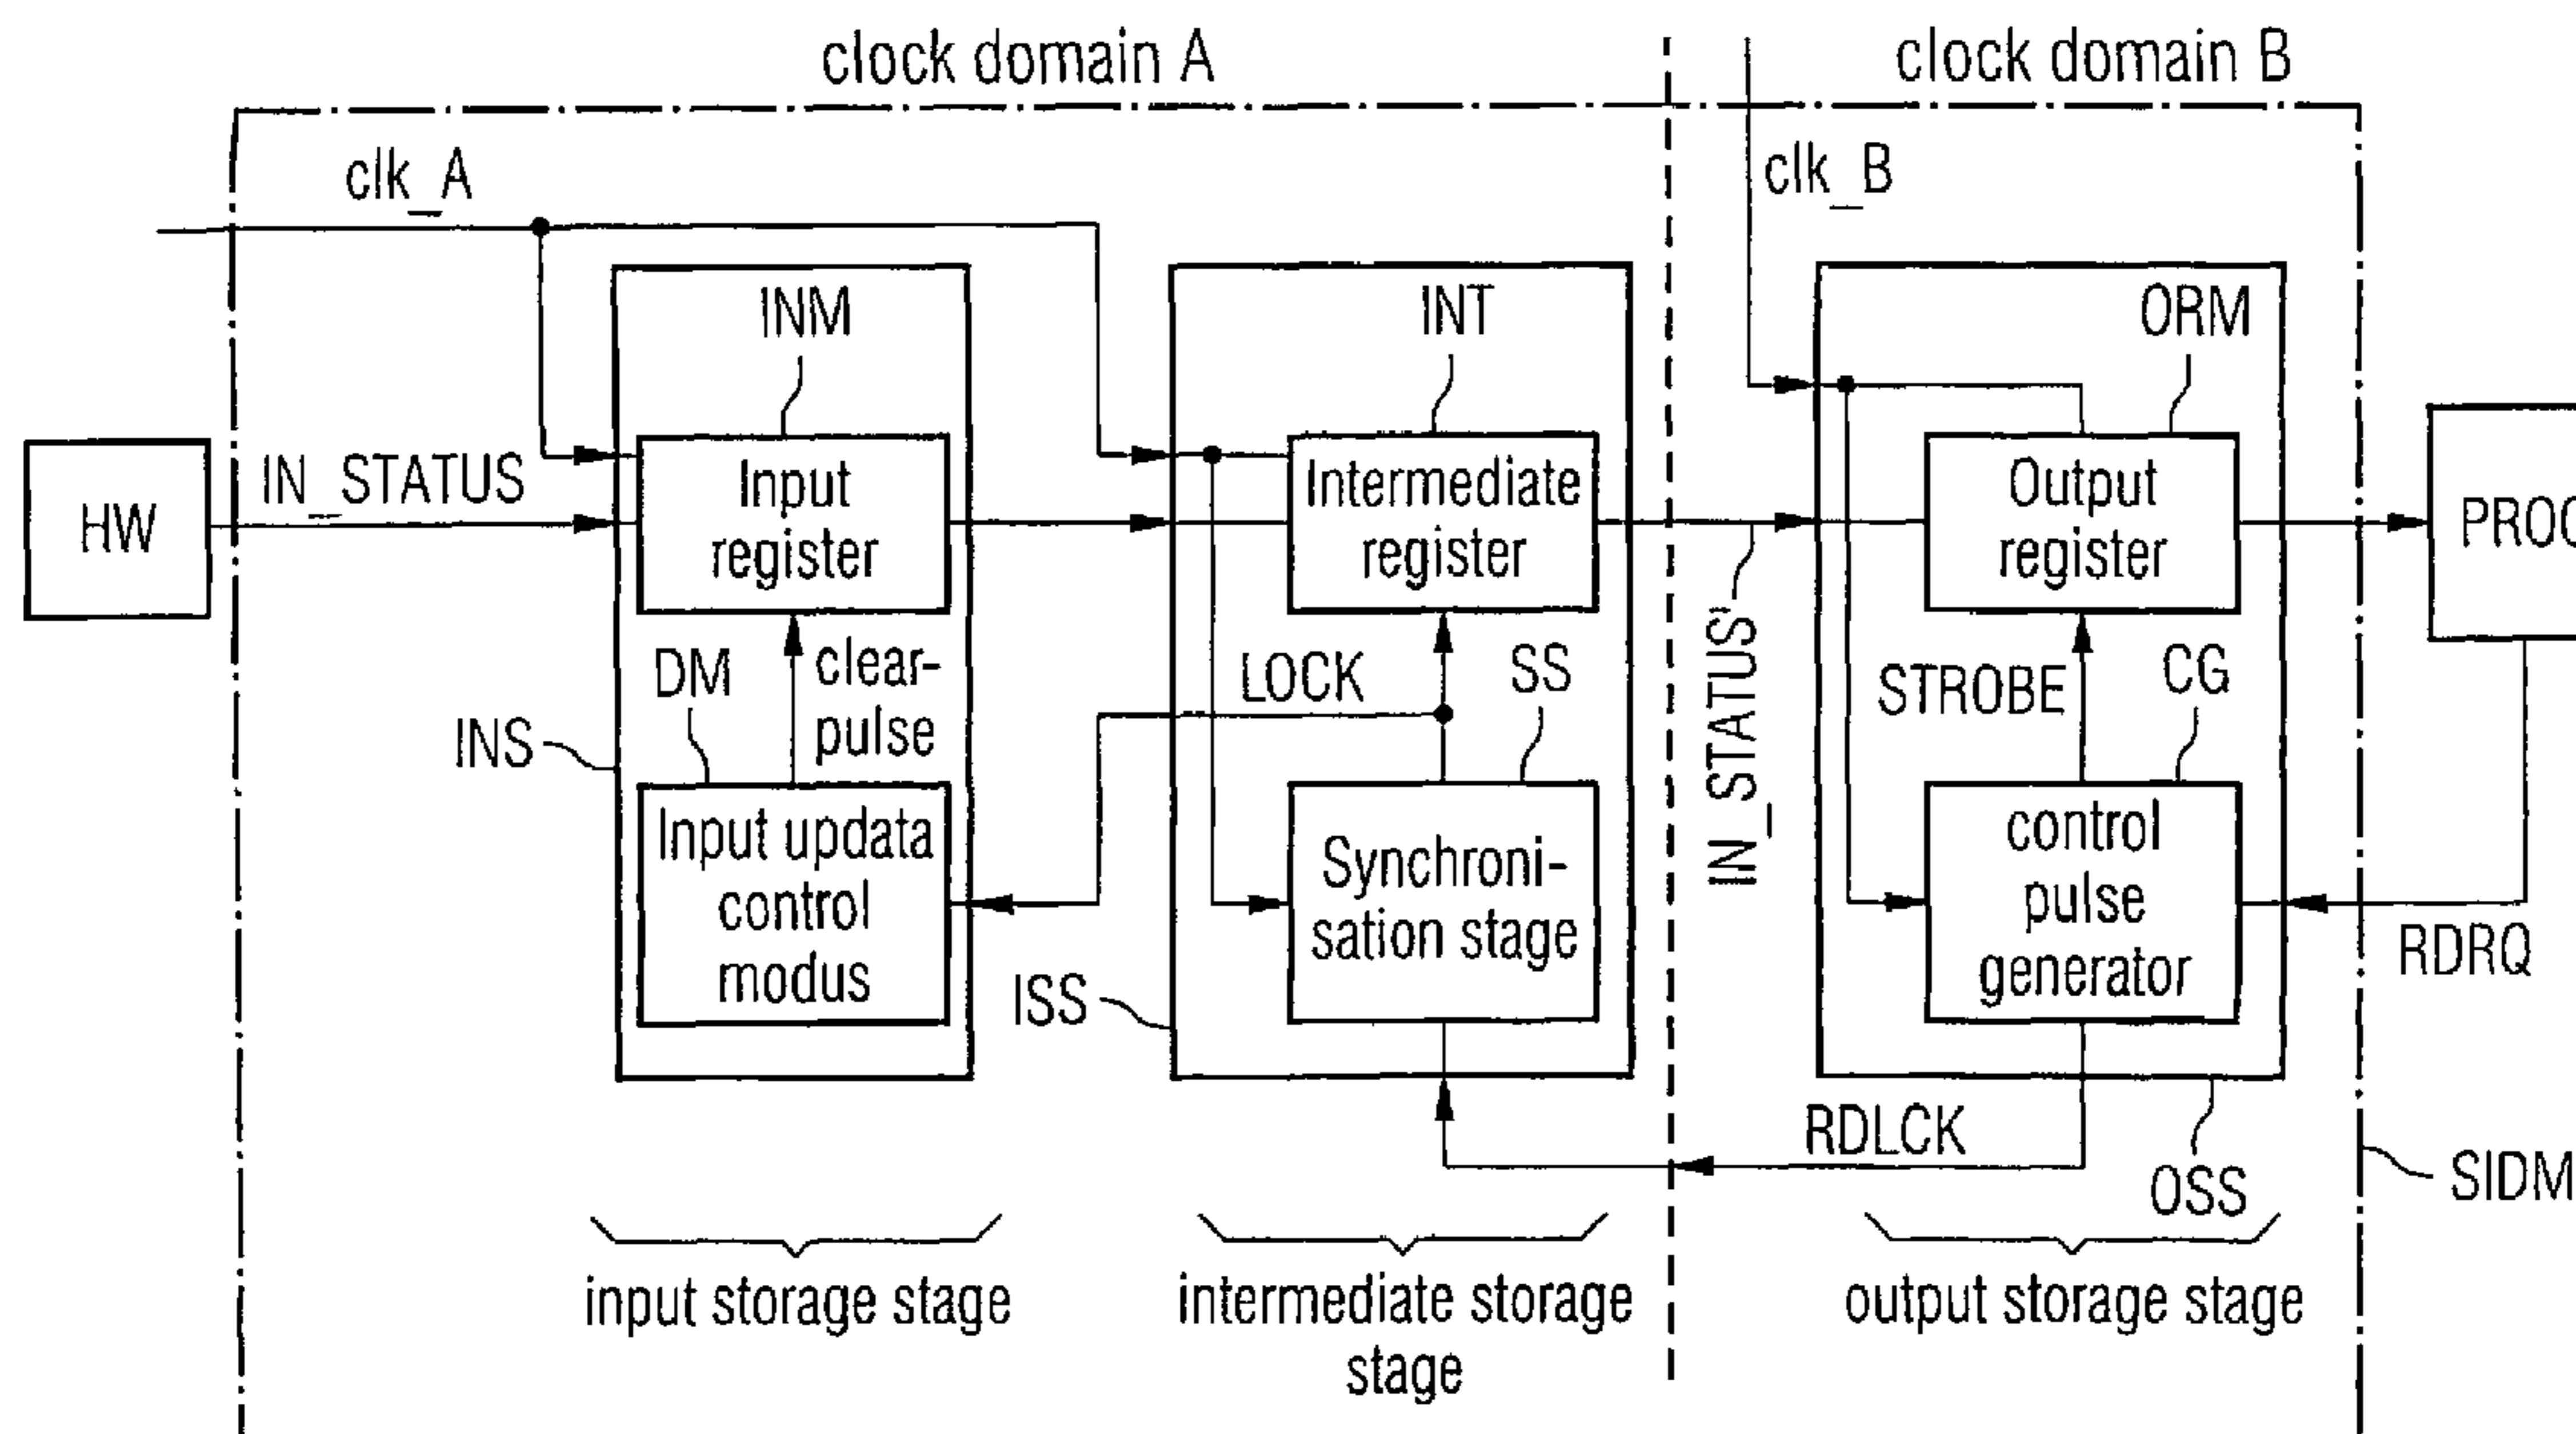 clock domain A
clock domain B
clk_A
clk_B
INM
INT
ORM
HW
IN_STATUS
Input
register
Intermediate
register
Output
register
PROC
DM
clear-
pulse
LOCK
SS
IN_STATUS'
STROBE
CG
INS
Input updata
control
modus
Synchroni-
sation stage
control
pulse
generator
RDRQ
ISS
RDLCK
OSS
SIDM
input storage stage
intermediate storage
stage
output storage stage